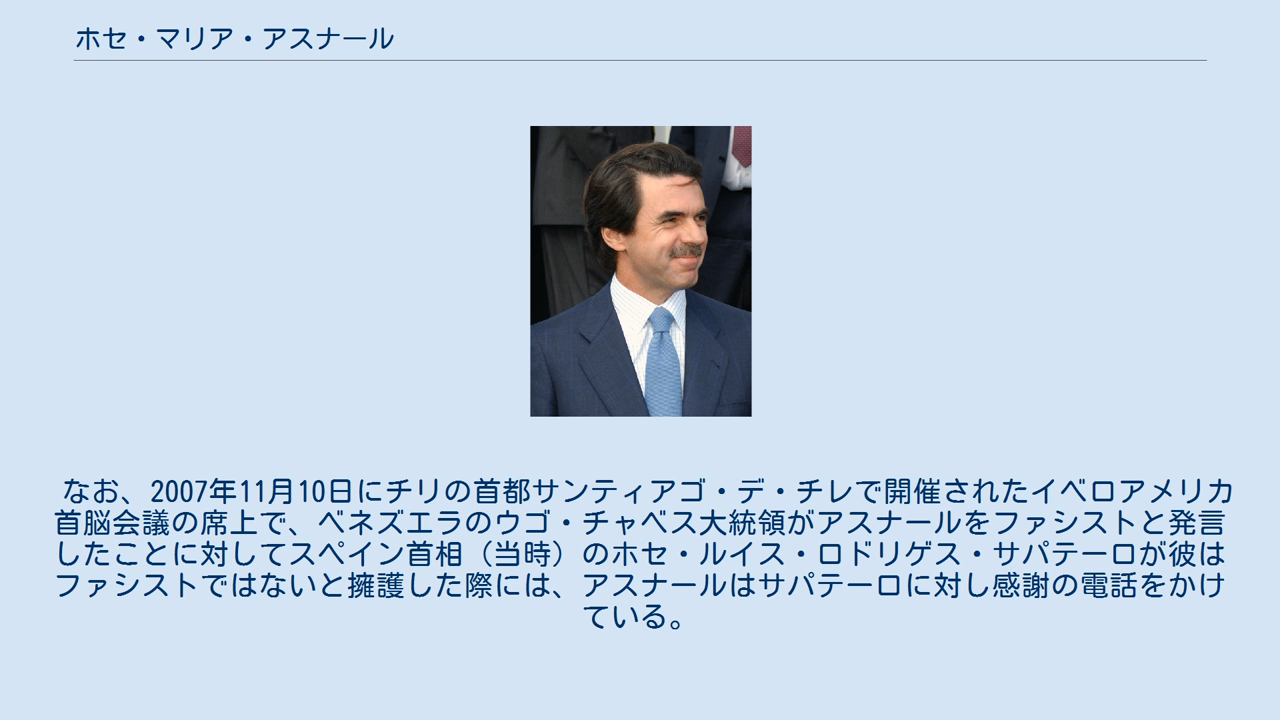 ホセ・マリア・アスナール
なお、2007年11月10日にチリの首都サンティアゴ・デ・チレで開催されたイベロアメリカ
首脳会議の席上で、ベネズエラのウゴ・チャベス大統領がアスナールをファシストと発言
したことに対してスペイン首相（当時）のホセ・ルイス・ロドリゲス・サパテーロが彼は
ファシストではないと擁護した際には、アスナールはサパテーロに対し感謝の電話をかけ
ている。